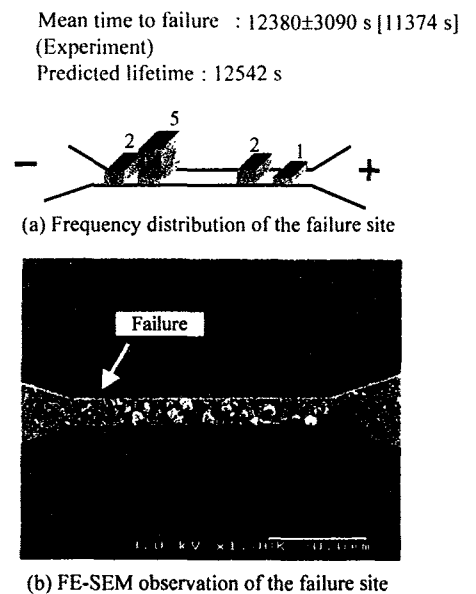 Mean time to failure : 12380±3090 s [11374 s]
(Experiment)
Predicted lifetime : 12542 s
5
2 2 1
− +
(a) Frequency distribution of the failure site
Failure
kV
(b) FE-SEM observation of the failure site